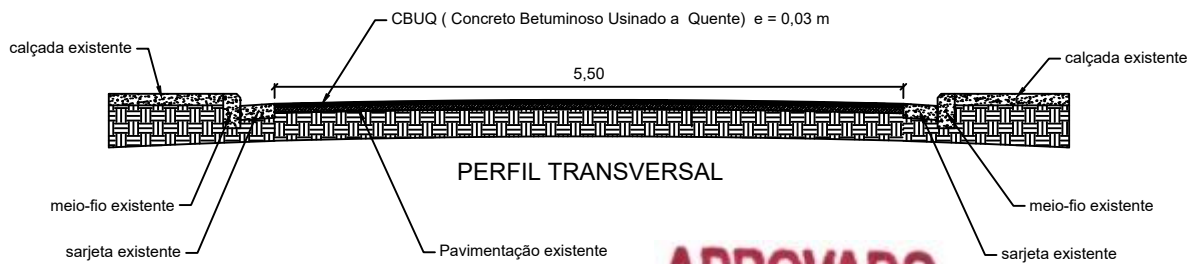 CBUQ ( Concreto Betuminoso Usinado a Quente) e = 0,03 m
calçada existente
calçada existente
5,50
PERFIL TRANSVERSAL
meio-fio existente
meio-fio existente
sarjeta existente
Pavimentação existente
sarjeta existente
APROVADO